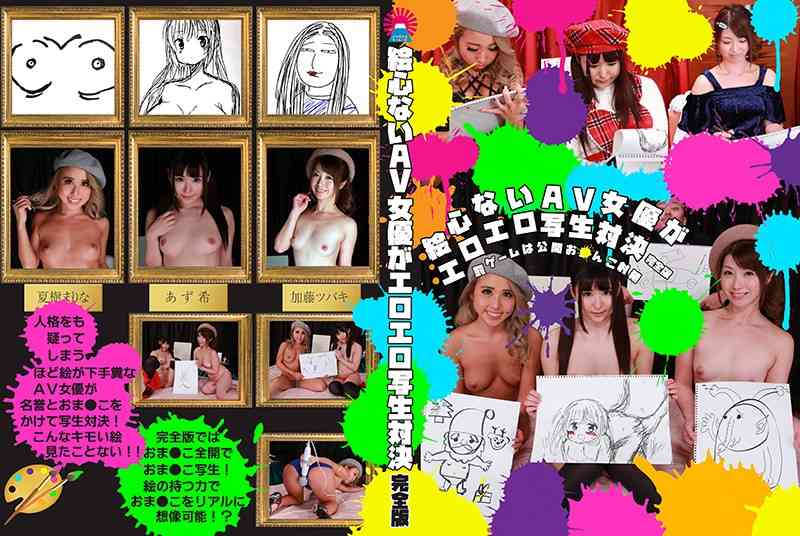 夏樹まりな
あず希
加藤ツバキ
人格をも
疑って
しまう
ほど絵が下手糞な
AV女優が
名誉とおま●こを
かけて写生対決！
こんなキモい絵
見たことない！！
完全版では
おま●こ全開で
おま●こ写生！
絵の持つ力で
おま●こをリアルに
想像可能！？
絵心ないAV女優がエロエロ写生対決 完全版
絵心ないAV女優が
エロエロ写生対決 完全版
罰ゲームは公開お